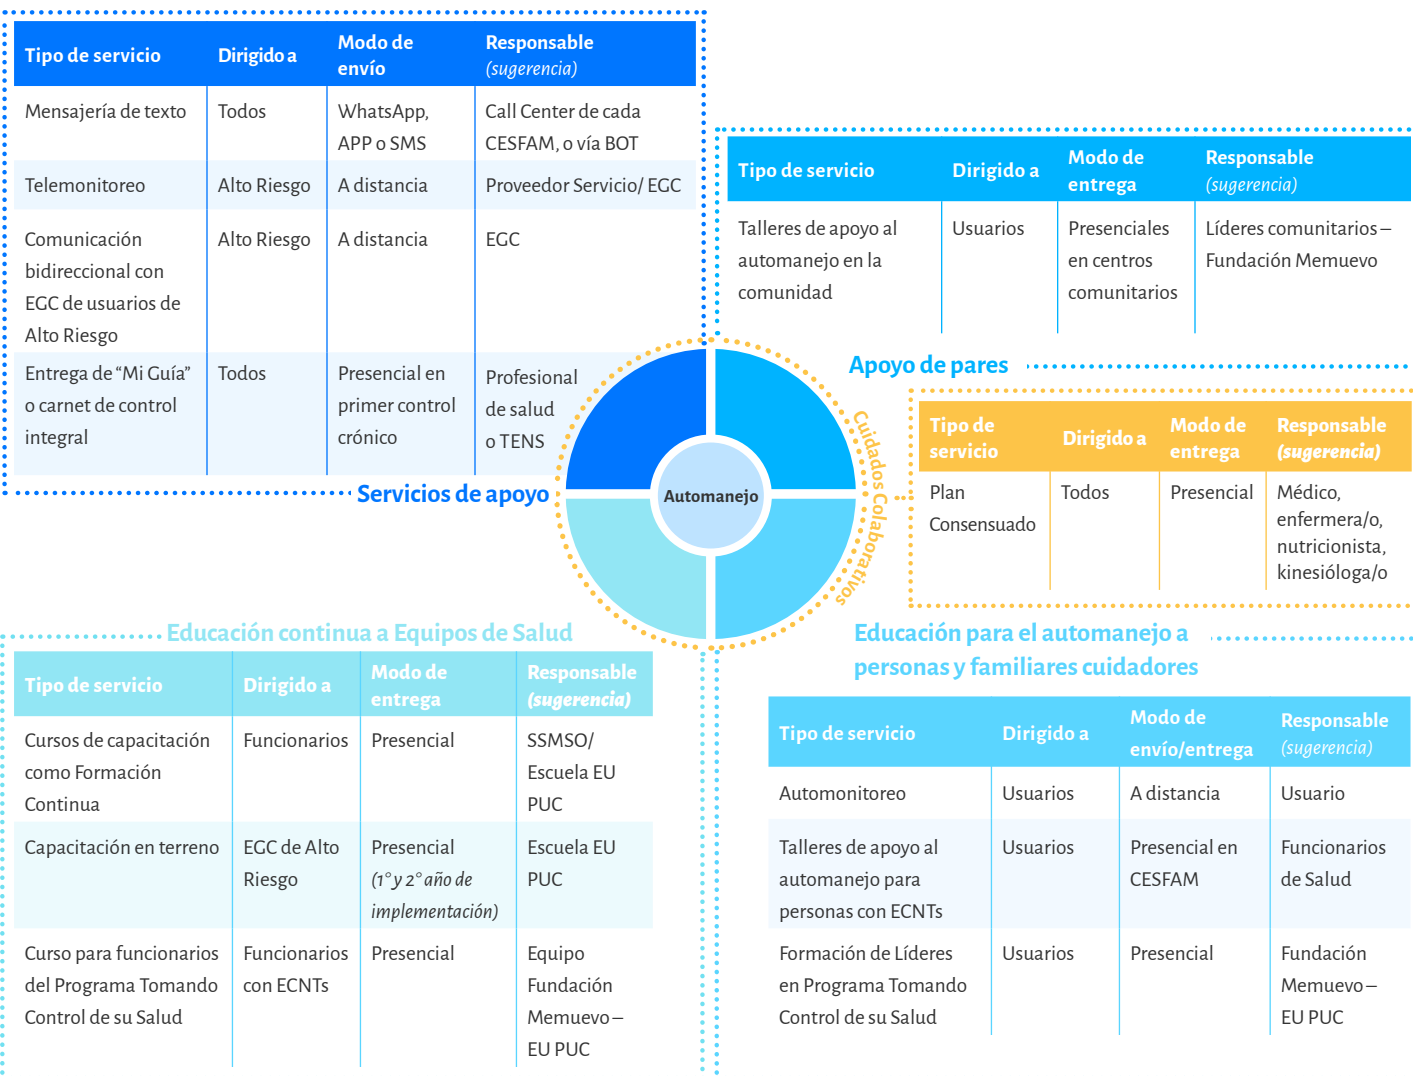 Tipo de servicio
Dirigido a
Modo de
envío
Responsable
(sugerencia)
Mensajería de texto
Todos
WhatsApp,
APP o SMS
Call Center de cada
CESFAM, o vía BOT
Telemonitoreo
Alto Riesgo
A distancia
Proveedor Servicio/ EGC
Comunicación
bidireccional con
EGC de usuarios de
Alto Riesgo
Alto Riesgo
A distancia
EGC
Entrega de “Mi Guía”
o carnet de control
integral
Todos
Presencial en
primer control
crónico
Profesional
de salud
o TENS
Servicios de apoyo
Tipo de servicio
Dirigido a
Modo de
entrega
Responsable
(sugerencia)
Talleres de apoyo al
automanejo en la
comunidad
Usuarios
Presenciales
en centros
comunitarios
Líderes comunitarios –
Fundación Memuevo
Apoyo de pares
Automanejo
Cuidados Colaborativos
Tipo de
servicio
Dirigido a
Modo de
entrega
Responsable
(sugerencia)
Plan
Consensuado
Todos
Presencial
Médico,
enfermera/o,
nutricionista,
kinesióloga/o
Educación continua a Equipos de Salud
Tipo de servicio
Dirigido a
Modo de
entrega
Responsable
(sugerencia)
Cursos de capacitación
como Formación
Continua
Funcionarios
Presencial
SSMSO/
Escuela EU
PUC
Capacitación en terreno
EGC de Alto
Riesgo
Presencial
(1° y 2° año de
implementación)
Escuela EU
PUC
Curso para funcionarios
del Programa Tomando
Control de su Salud
Funcionarios
con ECNTs
Presencial
Equipo
Fundación
Memuevo –
EU PUC
Educación para el automanejo a
personas y familiares cuidadores
Tipo de servicio
Dirigido a
Modo de
envío/entrega
Responsable
(sugerencia)
Automonitoreo
Usuarios
A distancia
Usuario
Talleres de apoyo al
automanejo para
personas con ECNTs
Usuarios
Presencial en
CESFAM
Funcionarios
de Salud
Formación de Líderes
en Programa Tomando
Control de su Salud
Usuarios
Presencial
Fundación
Memuevo –
EU PUC